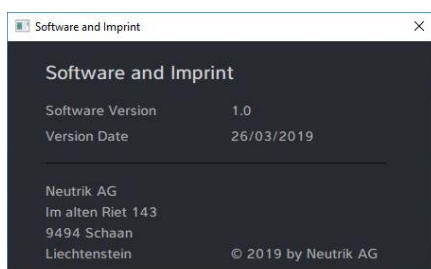 Software and Imprint
Software and Imprint
Software Version 1.0
Version Date 26/03/2019
Neutrik AG
Im alten Riet 143
9494 Schaan
Liechtenstein © 2019 by Neutrik AG